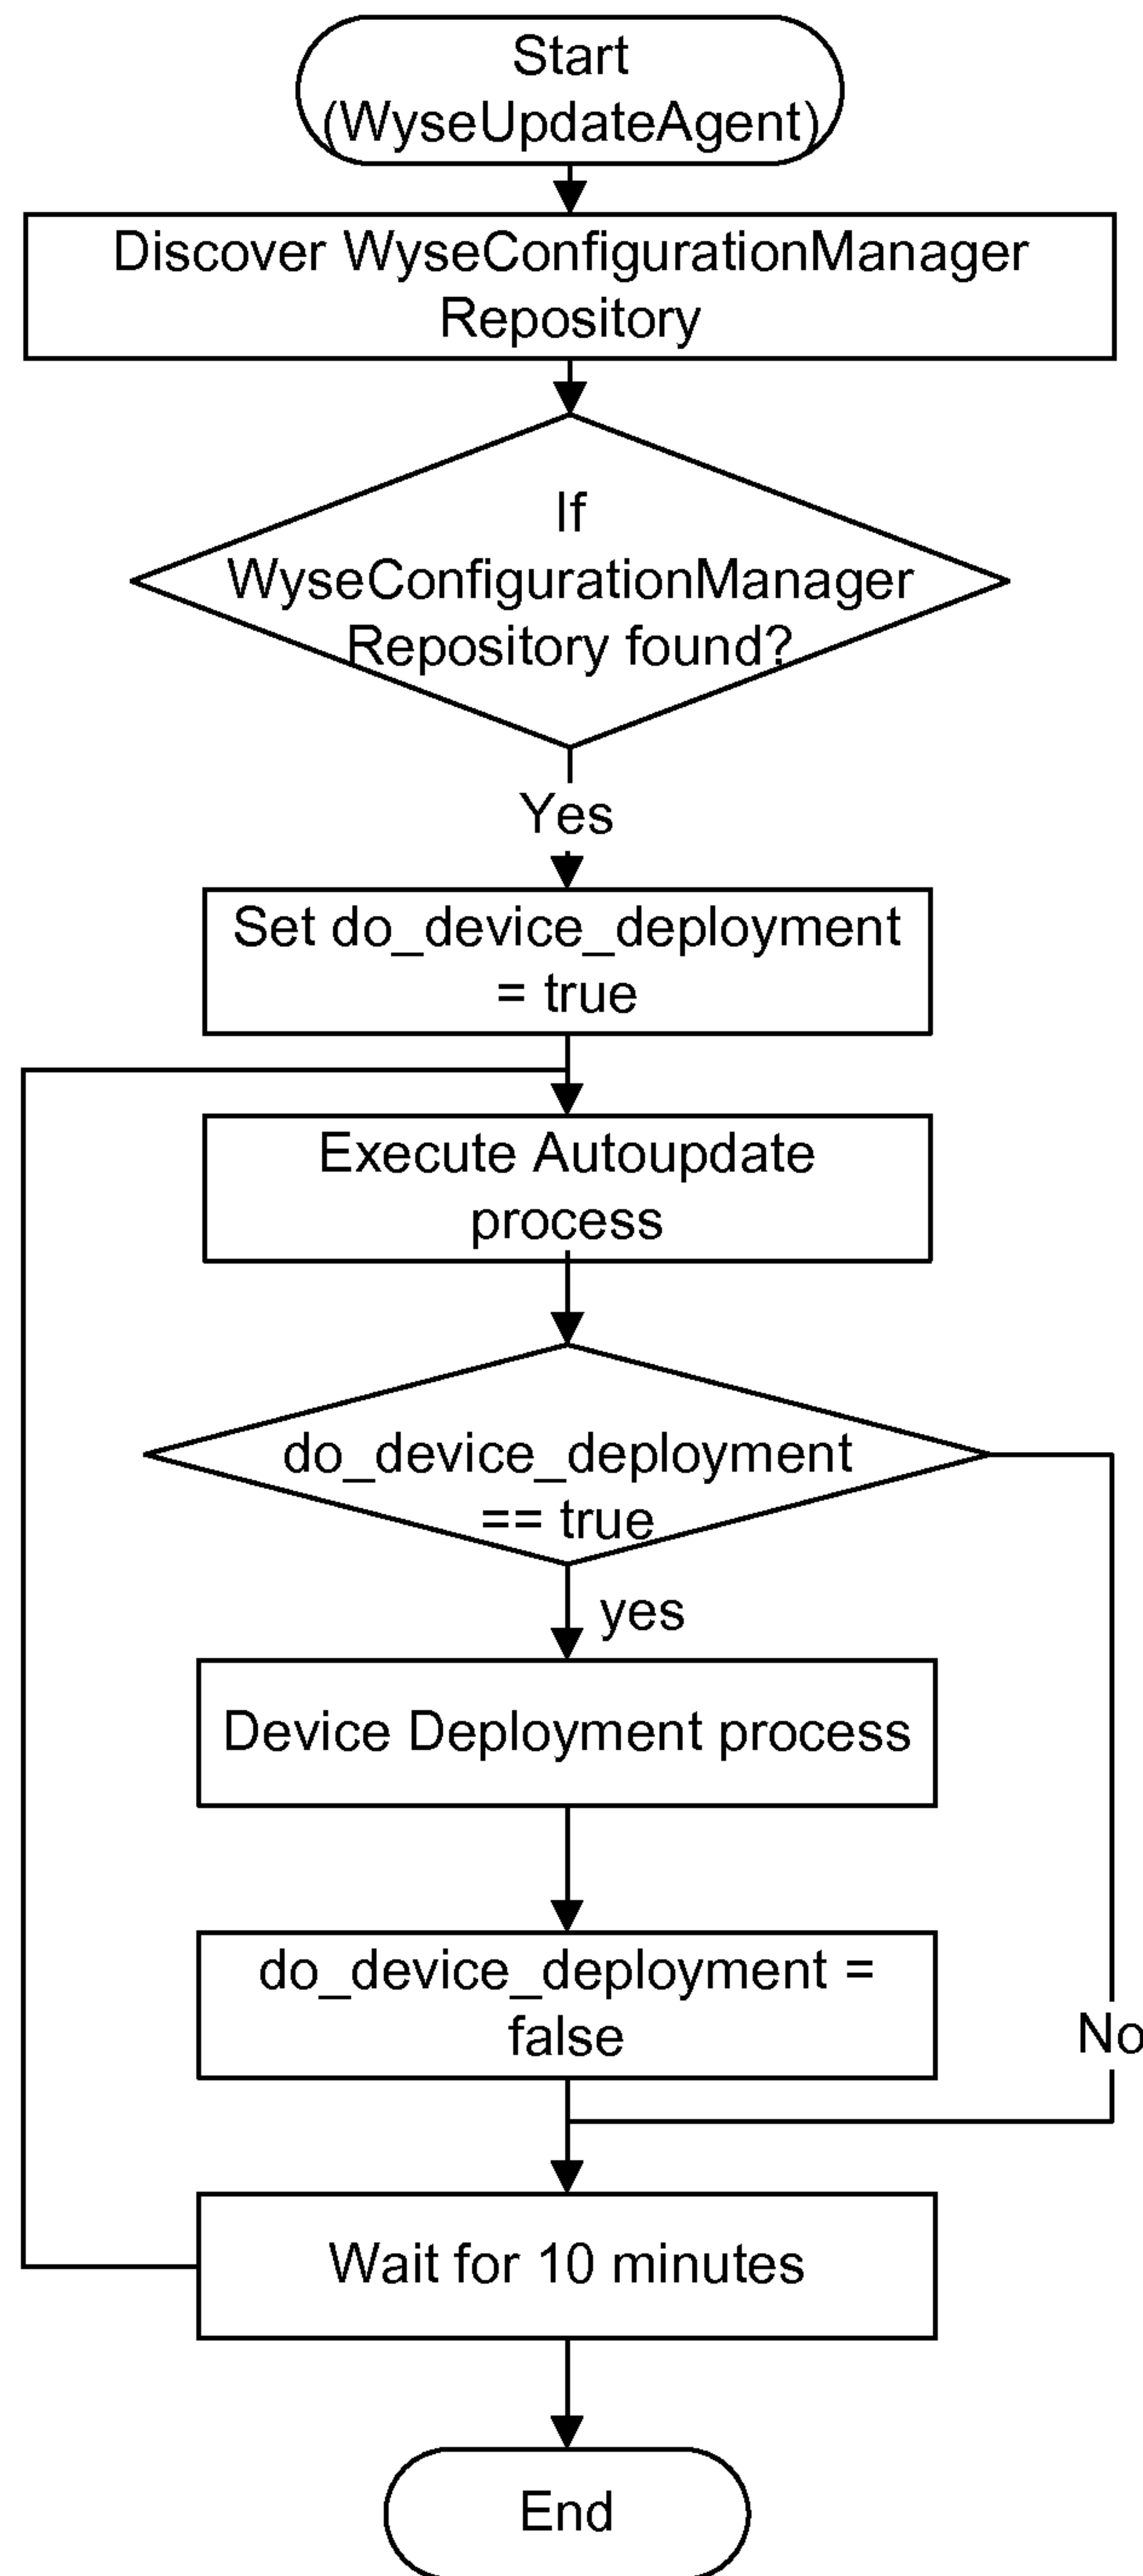 Start
(WyseUpdateAgent)
Discover WyseConfigurationManager
Repository
If
WyseConfigurationManager
Repository found?
Yes
Set do_device_deployment
= true
Execute Autoupdate
process
do_device_deployment
== true
yes
Device Deployment process
do_device_deployment =
false
No
Wait for 10 minutes
End